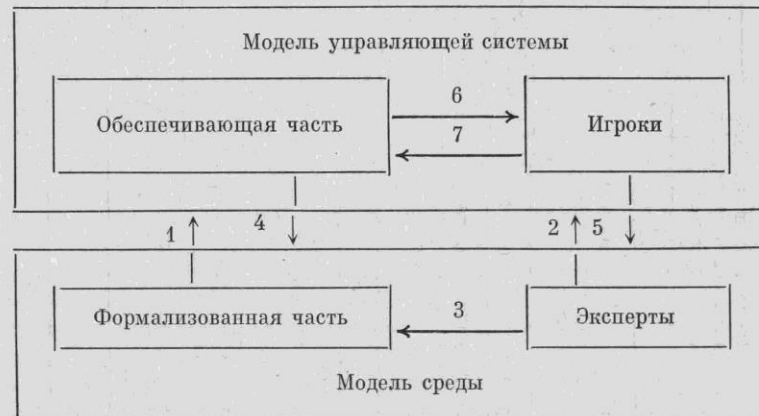 Модель управляющей системы
Обеспечивающая часть
6
7
Игроки
1
4
2
5
Формализованная часть
3
Эксперты
Модель среды